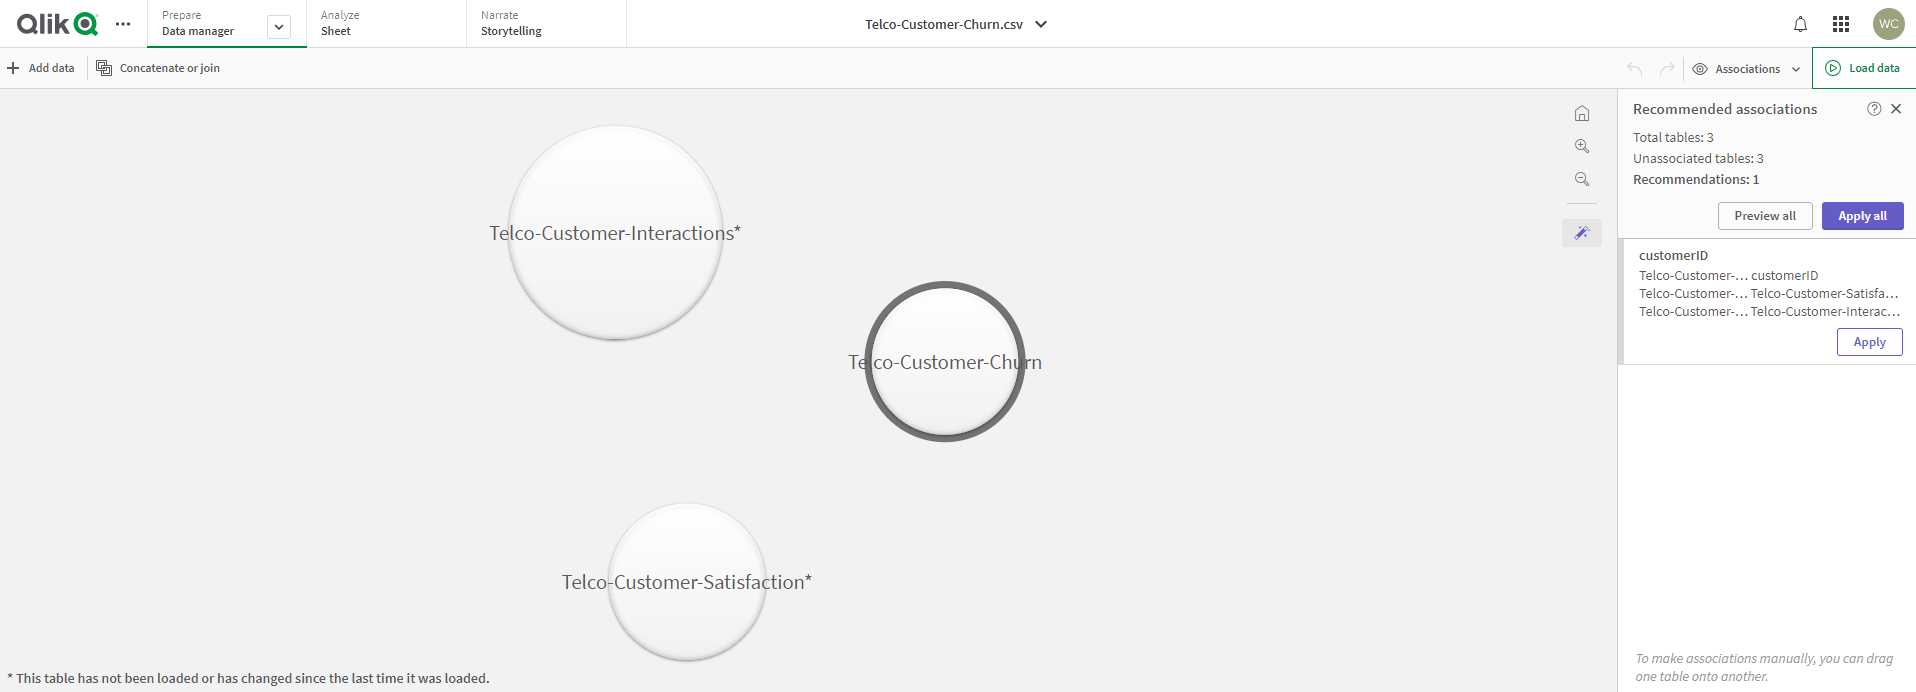 Qlik
Prepare
Data manager
Analyze
Sheet
Narrate
Storytelling
Telco-Customer-Churn.csv
WC
Add data
Concatenate or join
Associations
Load data
Telco-Customer-Interactions*
Telco-Customer-Churn
Telco-Customer-Satisfaction*
* This table has not been loaded or has changed since the last time it was loaded.
Recommended associations
Total tables: 3
Unassociated tables: 3
Recommendations: 1
Preview all
Apply all
customerID
Telco-Customer-... customerID
Telco-Customer-... Telco-Customer-Satisfa...
Telco-Customer-... Telco-Customer-Interac...
Apply
To make associations manually, you can drag
one table onto another.